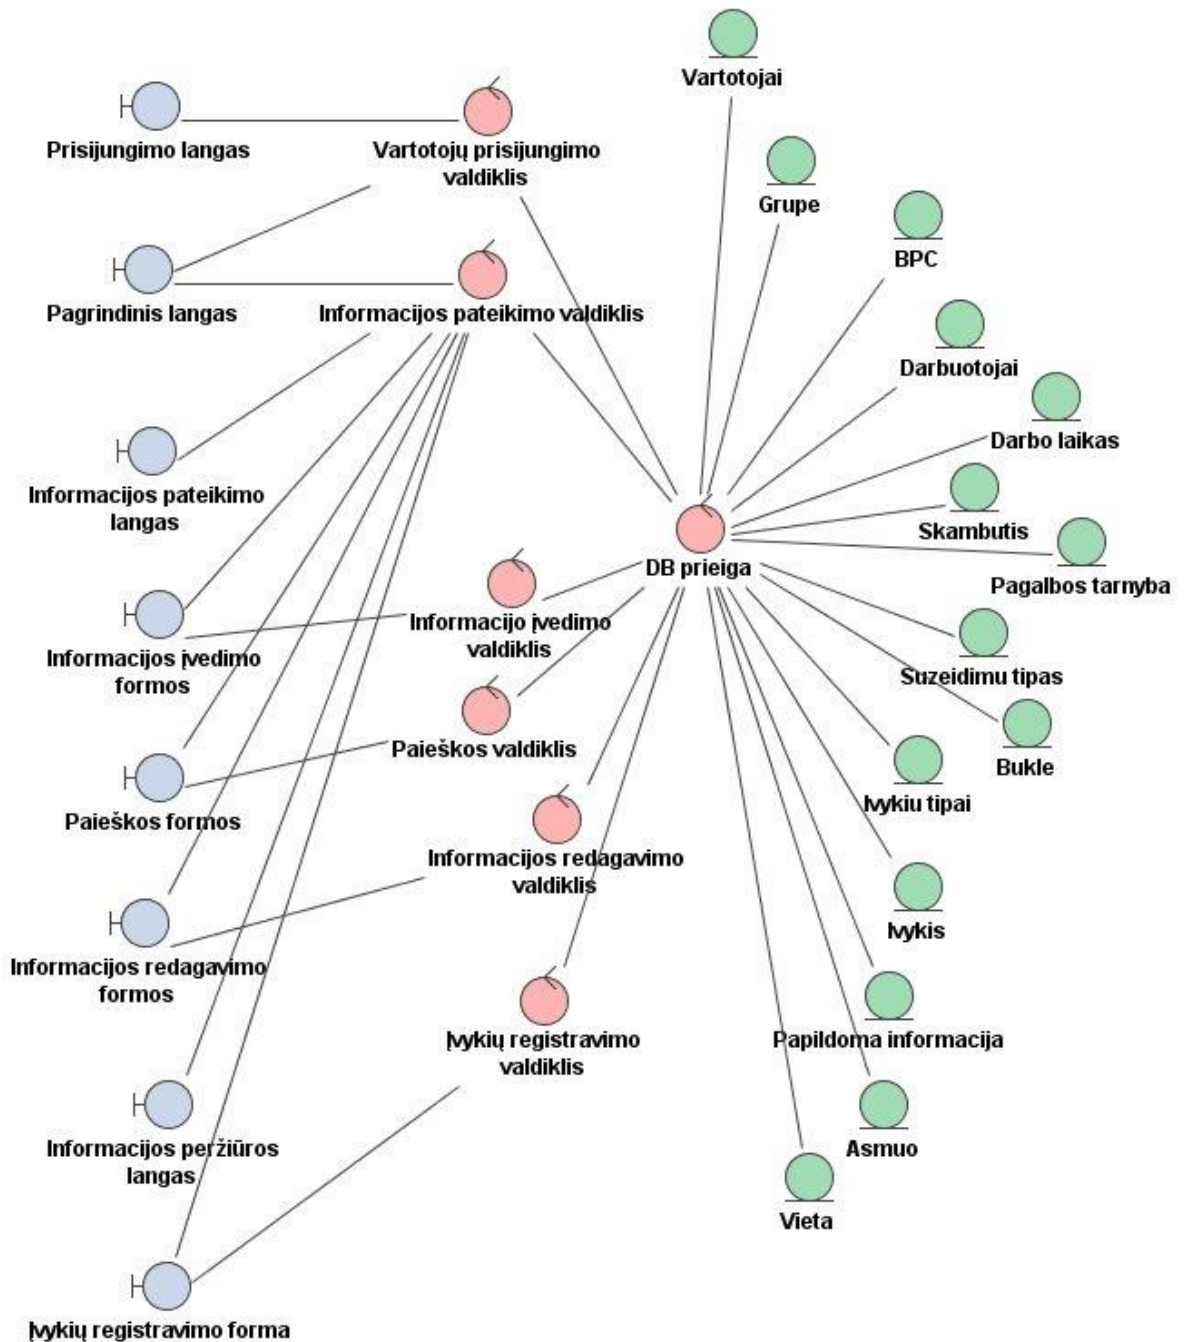 Vartotojai
Prisijungimo langas
Vartotojų prisijungimo
valdiklis
Grupe
BPC
Pagrindinis langas
Informacijos pateikimo valdiklis
Darbuotojai
Darbo laikas
Informacijos pateikimo
langas
Skambutis
DB prieiga
Pagalbos tarnyba
Informacijos įvedimo
formos
Informacijo įvedimo
valdiklis
Suzeidimu tipas
Paieškos valdiklis
Bukle
Ivykiu tipai
Paieškos formos
Informacijos redagavimo
valdiklis
Ivykis
Informacijos redagavimo
formos
Įvykių registravimo
valdiklis
Papildoma informacija
Informacijos peržiūros
langas
Asmuo
Vieta
Įvykių registravimo forma